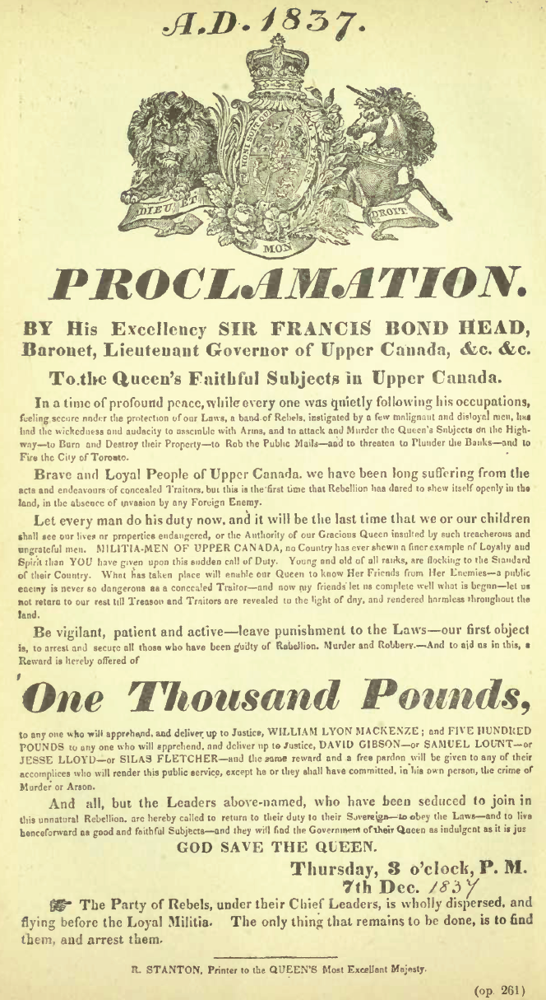 A.D. 1837.
HONI SOIT QUI MAL Y PEN
DIEU ET
MON
DROIT
PROCLAMATION.
BY His Excellency SIR FRANCIS BOND HEAD,
Baronet, Lieutenant Governor of Upper Canada, &c. &c.
To the Queen's Faithful Subjects in Upper Canada.
In a time of profound peace, while every one was quietly following his occupations,
feeling secure under the protection of our Laws, a band of Rebels, instigated by a few malignant and disloyal men, has
had the wickedness and audacity to assemble with Arms, and to attack and Murder the Queen's Subjects on the High-
way—to Burn and Destroy their Property—to Rob the Public Mails—and to threaten to Plunder the Banks—and to
Fire the City of Toronto.
Brave and Loyal People of Upper Canada, we have been long suffering from the
acts and endeavours of concealed Traitors, but this is the first time that Rebellion has dared to shew itself openly in the
land, in the absence of invasion by any Foreign Enemy.
Let every man do his duty now, and it will be the last time that we or our children
shall see our lives or properties endangered, or the Authority of our Gracious Queen insulted by such treacherous and
ungrateful men. MILITIA-MEN OF UPPER CANADA, no Country has ever shewn a finer example of Loyalty and
Spirit than YOU have given upon this sudden call of Duty. Young and old of all ranks, are flocking to the Standard
of their Country. What has taken place will enable our Queen to know Her Friends from Her Enemies—a public
enemy is never so dangerous as a concealed Traitor—and now my friends let us complete well what is begun—let us
not return to our rest till Treason and Traitors are revealed to the light of day, and rendered harmless throughout the
land.
Be vigilant, patient and active—leave punishment to the Laws—our first object
is, to arrest and secure all those who have been guilty of Rebellion, Murder and Robbery.—And to aid us in this, a
Reward is hereby offered of
One Thousand Pounds,
to any one who will apprehend, and deliver up to Justice, WILLIAM LYON MACKENZE; and FIVE HUNDRED
POUNDS to any one who will apprehend, and deliver up to Justice, DAVID GIBSON—or SAMUEL LOUNT—or
JESSE LLOYD—or SILAS FLETCHER—and the same reward and a free pardon will be given to any of their
accomplices who will render this public service, except he or they shall have committed, in his own person, the crime of
Murder or Arson.
And all, but the Leaders above-named, who have been seduced to join in
this unnatural Rebellion, are hereby called to return to their duty to their Sovereign—to obey the Laws—and to live
henceforward as good and faithful Subjects—and they will find the Government of their Queen as indulgent as it is jus
GOD SAVE THE QUEEN.
Thursday, 3 o'clock, P. M.
7th Dec. 1837
☞ The Party of Rebels, under their Chief Leaders, is wholly dispersed, and
flying before the Loyal Militia. The only thing that remains to be done, is to find
them, and arrest them.
R. STANTON, Printer to the QUEEN'S Most Excellent Majesty.
(op. 261)